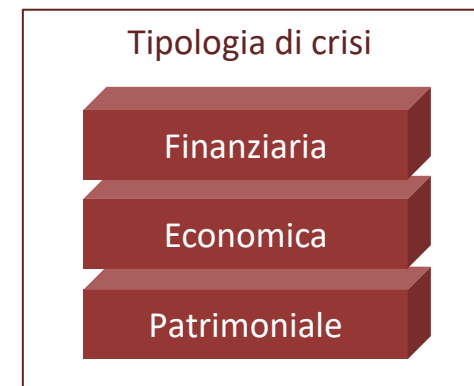 Tipologia di crisi
Finanziaria
Economica
Patrimoniale